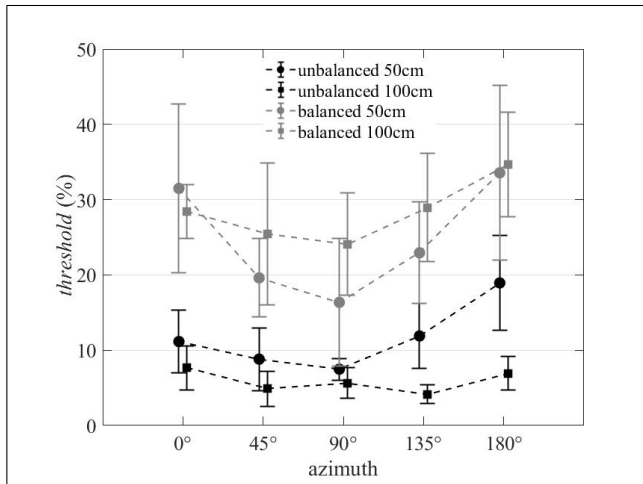 50
40
30
20
10
0
threshold (%)
unbalanced 50cm
unbalanced 100cm
balanced 50cm
balanced 100cm
0° 45° 90° 135° 180°
azimuth